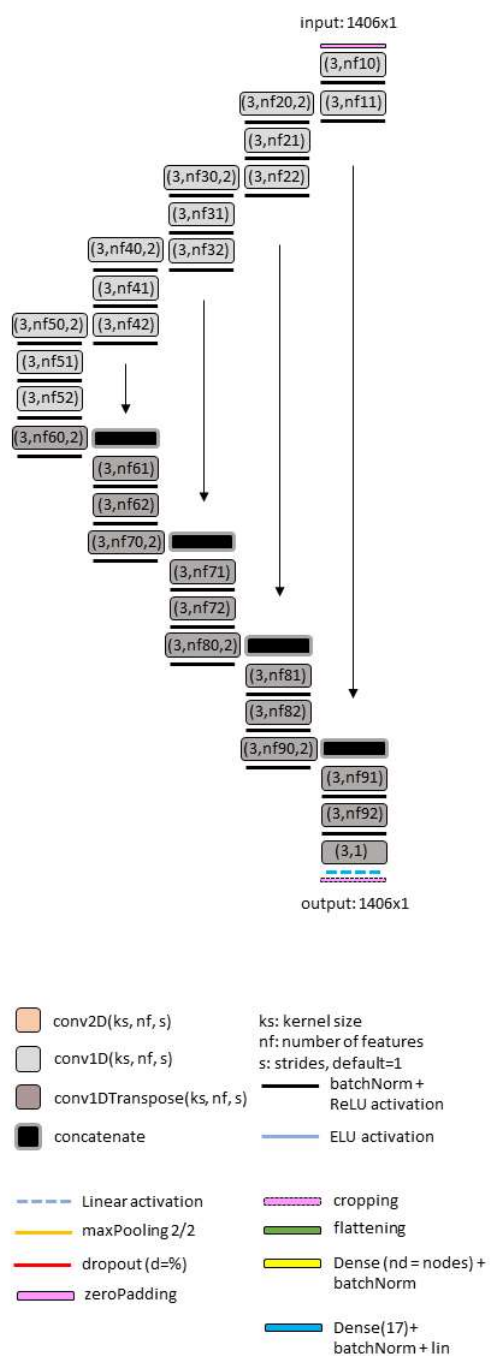 input: 1406x1
(3,nf10)
(3,nf20,2)
(3,nf11)
(3,nf21)
(3,nf30,2)
(3,nf22)
(3,nf31)
(3,nf40,2)
(3,nf32)
(3,nf41)
(3,nf50,2)
(3,nf42)
(3,nf51)
(3,nf52)
(3,nf60,2)
(3,nf61)
(3,nf62)
(3,nf70,2)
(3,nf71)
(3,nf72)
(3,nf80,2)
(3,nf81)
(3,nf82)
(3,nf90,2)
(3,nf91)
(3,nf92)
(3,1)
output: 1406x1
conv2D(ks, nf, s)
conv1D(ks, nf, s)
conv1DTranspose(ks, nf, s)
concatenate
ks: kernel size
nf: number of features
s: strides, default=1
batchNorm +
ReLU activation
ELU activation
Linear activation
maxPooling 2/2
dropout (d=%)
zeroPadding
cropping
flattening
Dense (nd = nodes) +
batchNorm
Dense(17)+
batchNorm + lin